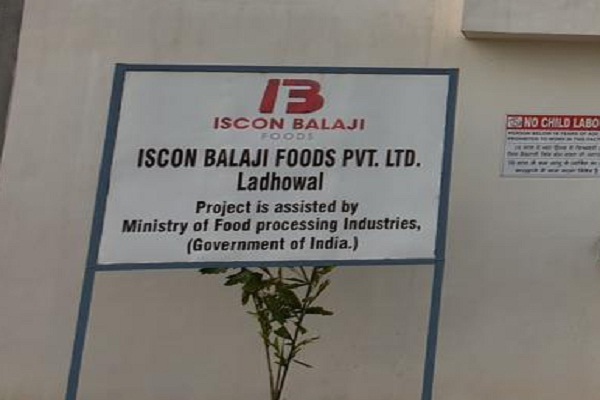 IB
ISCON BALAJI
FOODS
ISCON BALAJI FOODS PVT. LTD.
Ladhowal
Project is assisted by
Ministry of Food processing Industries,
(Government of India.)
NO CHILD LABO